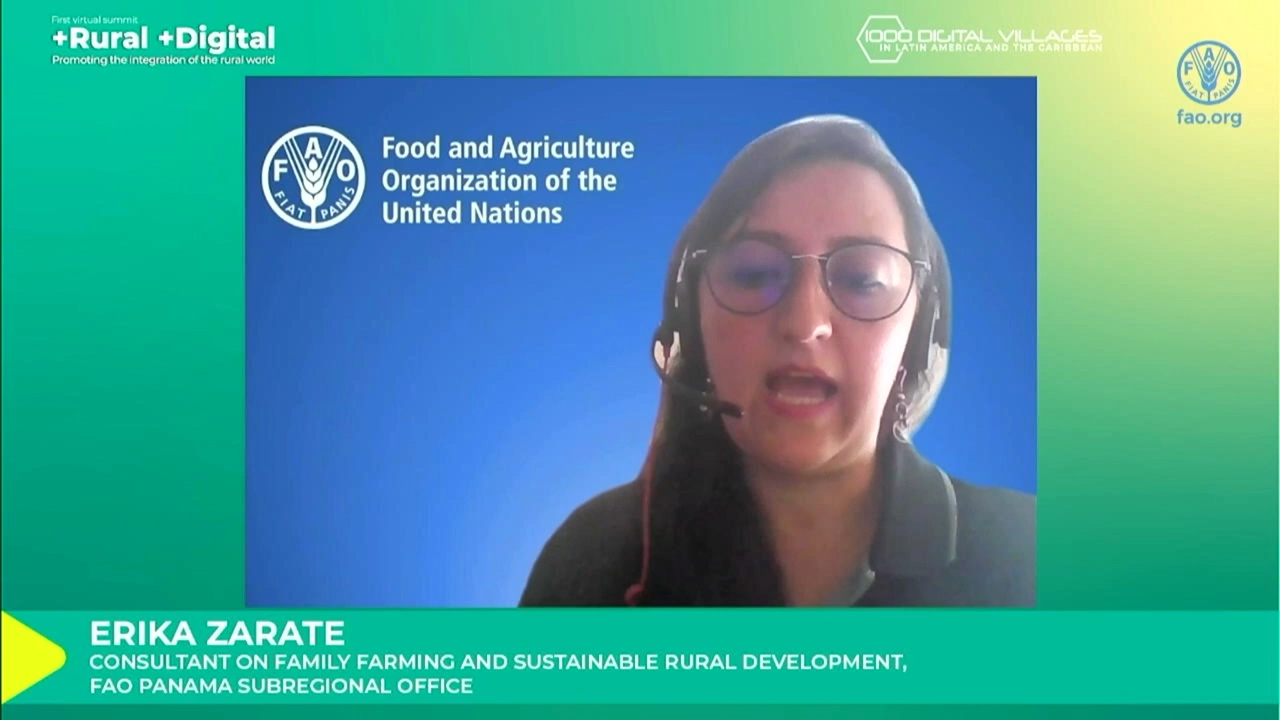 First virtual summit
+Rural +Digital
Promoting the integration of the rural world
1000 DIGITAL VILLAGES
IN LATIN AMERICA AND THE CARIBBEAN
F A O
FIAT PANIS
fao.org
F A O
FIAT PANIS
Food and Agriculture
Organization of the
United Nations
ERIKA ZARATE
CONSULTANT ON FAMILY FARMING AND SUSTAINABLE RURAL DEVELOPMENT,
FAO PANAMA SUBREGIONAL OFFICE